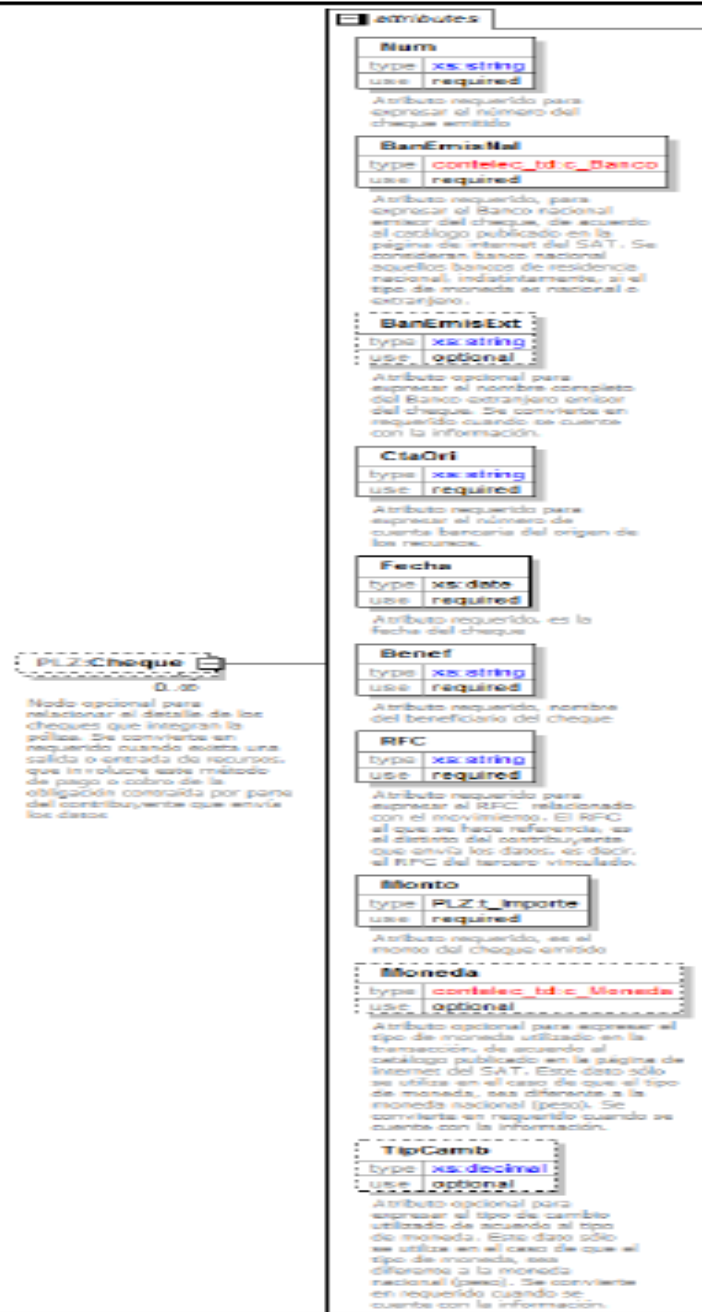 attributes
Num
type xs:string
use required
Atributo requerido para
expresar el número del
cheque emitido
BanEmisNal
type contelec_td:c_Banco
use required
Atributo requerido, para
expresar el Banco nacional
emisor del cheque, de acuerdo
al catálogo publicado en la
página de internet del SAT. Se
consideran banco nacional
aquellos bancos de residencia
nacional, indistintamente, si el
tipo de moneda es nacional o
extranjero.
BanEmisExt
type xs:string
use optional
Atributo opcional para
expresar el nombre completo
del Banco extranjero emisor
del cheque. Se convierte en
requerido cuando se cuente
con la información.
CtaOri
type xs:string
use required
Atributo requerido para
expresar el número de
cuenta bancaria del origen de
los recursos.
Fecha
type xs:date
use required
Atributo requerido, es la
fecha del cheque
PLZ:Cheque
0..∞
Nodo opcional para
relacionar el detalle de los
cheques que integran la
póliza. Se convierte en
requerido cuando exista una
salida o entrada de recursos,
que involucre este método
de pago o cobro de la
obligación contraída por parte
del contribuyente que envía
los datos
Benef
type xs:string
use required
Atributo requerido, nombre
del beneficiario del cheque
RFC
type xs:string
use required
Atributo requerido para
expresar el RFC relacionado
con el movimiento. El RFC
al que se hace referencia, es
el distinto del contribuyente
que envía los datos, es decir,
el RFC del tercero vinculado.
Monto
type PLZ:t_Importe
use required
Atributo requerido, es el
monto del cheque emitido
Moneda
type contelec_td:c_Moneda
use optional
Atributo opcional para expresar el
tipo de moneda utilizado en la
transacción, de acuerdo al
catálogo publicado en la página de
internet del SAT. Este dato sólo
se utiliza en el caso de que el tipo
de moneda, sea diferente a la
moneda nacional (peso). Se
convierte en requerido cuando se
cuente con la información.
TipCamb
type xs:decimal
use optional
Atributo opcional para
expresar el tipo de cambio
utilizado de acuerdo al tipo
de moneda. Este dato sólo
se utiliza en el caso de que el
tipo de moneda, sea
diferente a la moneda
nacional (peso). Se convierte
en requerido cuando se
cuente con la información.